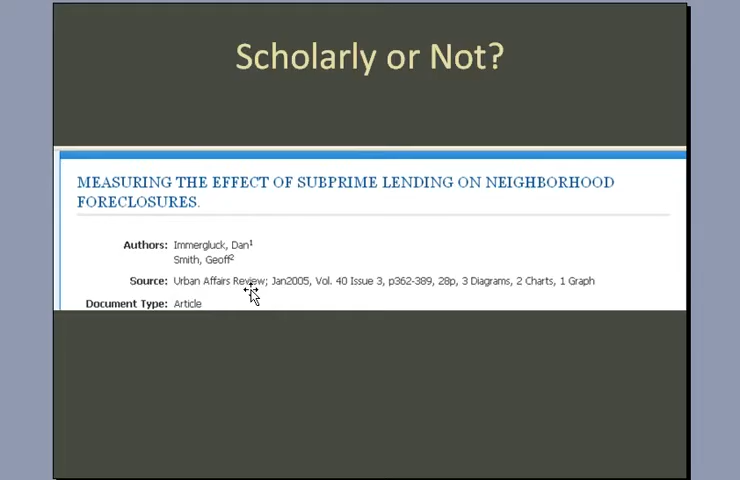 Scholarly or Not?
MEASURING THE EFFECT OF SUBPRIME LENDING ON NEIGHBORHOOD
FORECLOSURES.
Authors: Immergluck, Dan¹
Smith, Geoff²
Source: Urban Affairs Review; Jan2005, Vol. 40 Issue 3, p362-389, 28p, 3 Diagrams, 2 Charts, 1 Graph
Document Type: Article